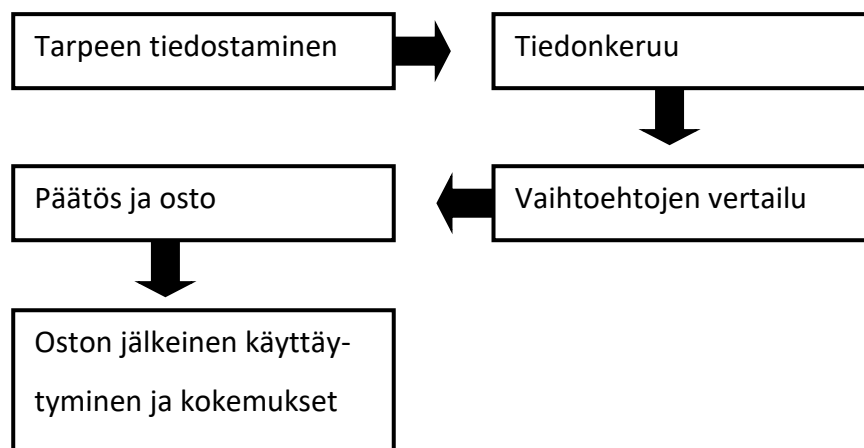 Tarpeen tiedostaminen
Tiedonkeruu
Vaihtoehtojen vertailu
Päätös ja osto
Oston jälkeinen käyttäy-
tyminen ja kokemukset